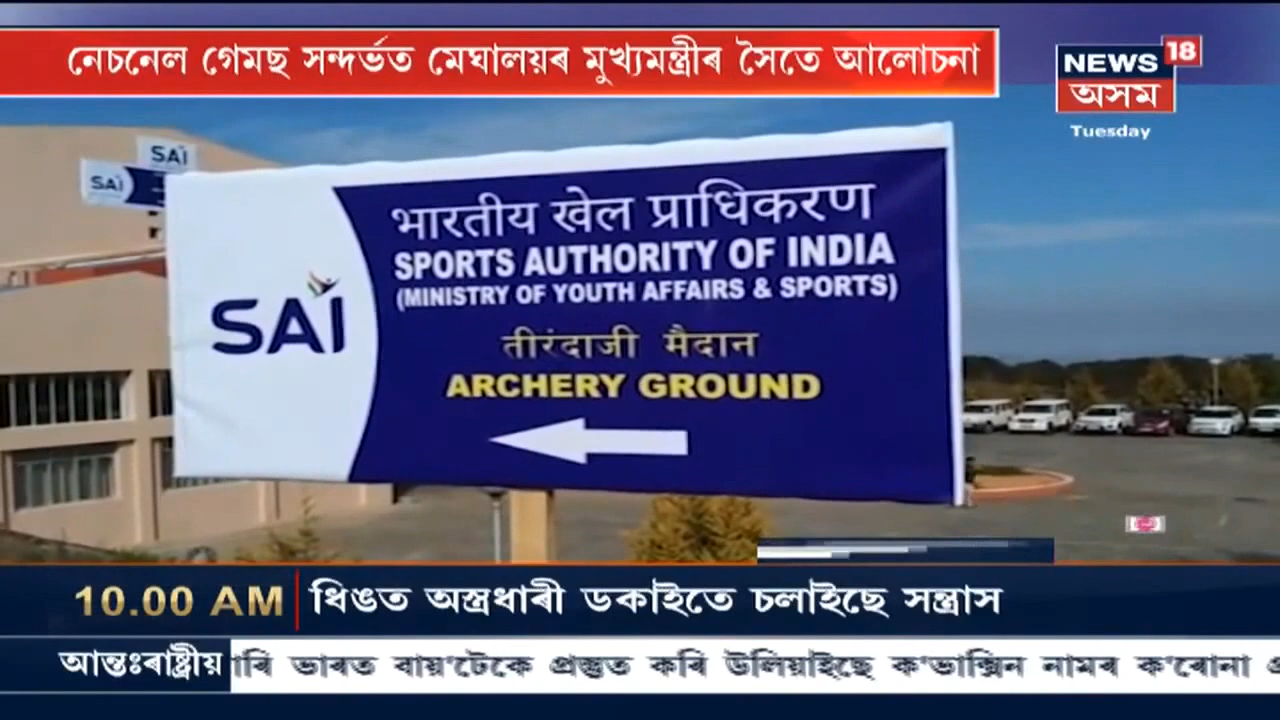 নেচনেল গেমছ সন্দৰ্ভত মেঘালয়ৰ মুখ্যমন্ত্ৰীৰ সৈতে আলোচনা
NEWS 18
অসম
Tuesday
SAI
SAI
भारतीय खेल प्राधिकरण
SPORTS AUTHORITY OF INDIA
(MINISTRY OF YOUTH AFFAIRS & SPORTS)
SAI
तीरंदाजी मैदान
ARCHERY GROUND
10.00 AM ধিঙত অস্ত্ৰধাৰী ডকাইতে চলাইছে সন্ত্ৰাস
আন্তঃৰাষ্ট্ৰীয় ভাৰত বায়'টেকে প্ৰস্তুত কৰি উলিয়াইছে ক'ভাক্সিন নামৰ ক'ৰোনা